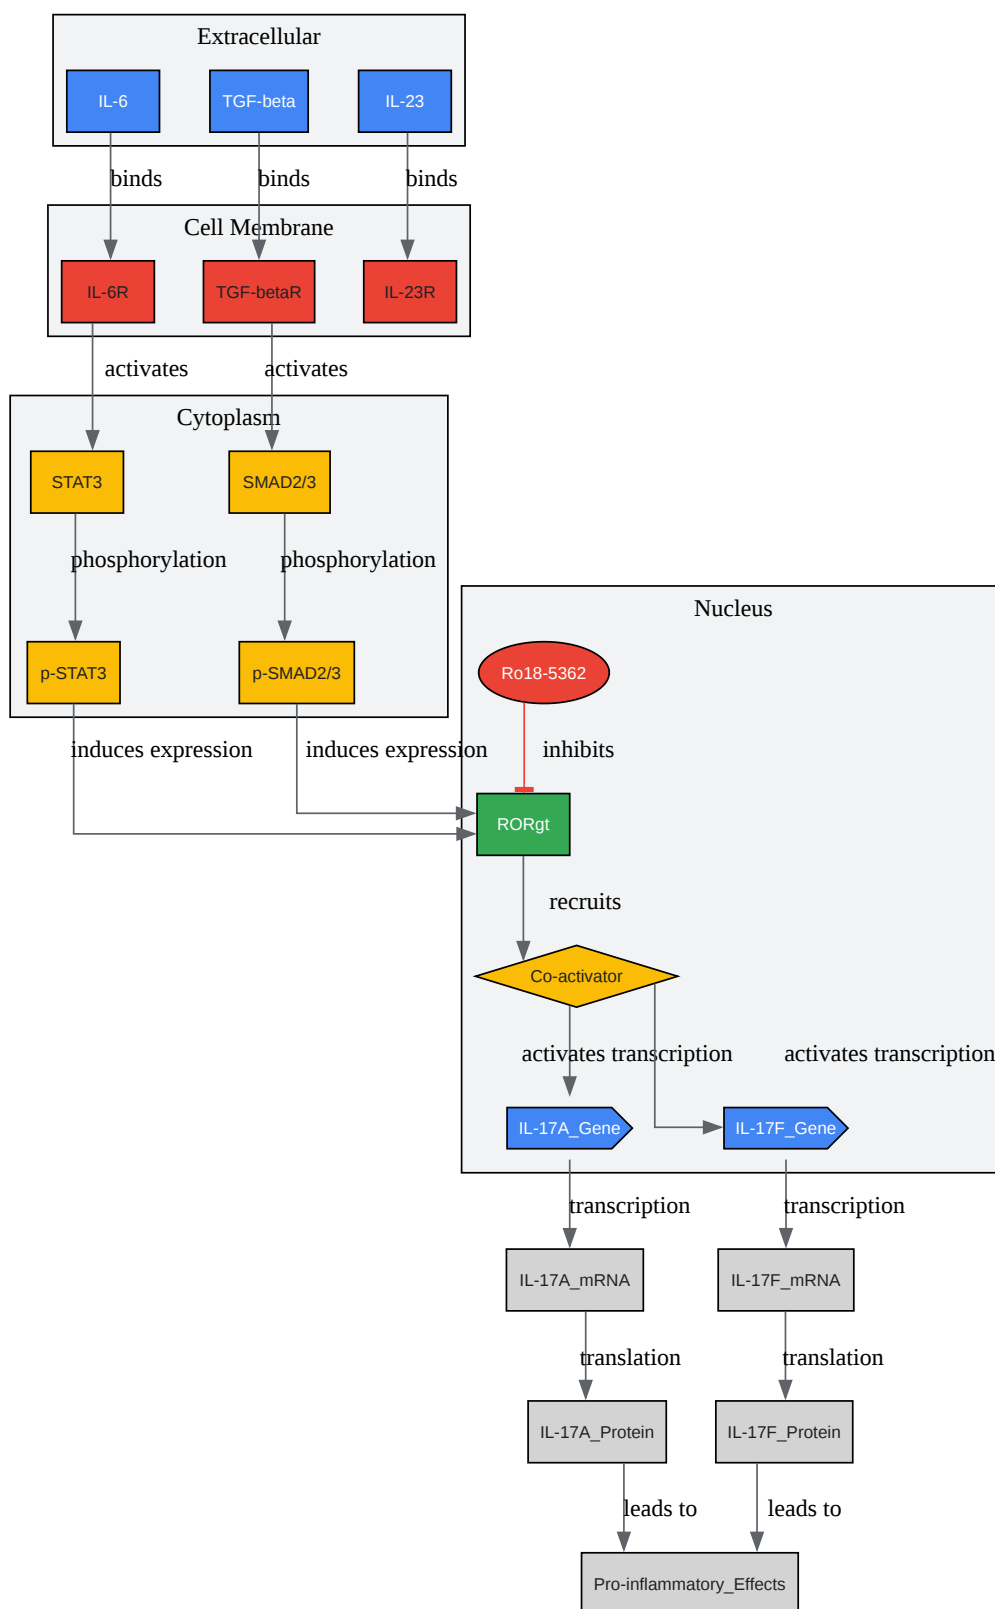 Extracellular
IL-6
TGF-beta
IL-23
binds
binds
binds
Cell Membrane
IL-6R
TGF-betaR
IL-23R
activates
activates
Cytoplasm
STAT3
SMAD2/3
phosphorylation
phosphorylation
Nucleus
p-STAT3
p-SMAD2/3
Ro18-5362
induces expression
induces expression
inhibits
RORgt
recruits
Co-activator
activates transcription
activates transcription
IL-17A_Gene
IL-17F_Gene
transcription
transcription
IL-17A_mRNA
IL-17F_mRNA
translation
translation
IL-17A_Protein
IL-17F_Protein
leads to
leads to
Pro-inflammatory_Effects